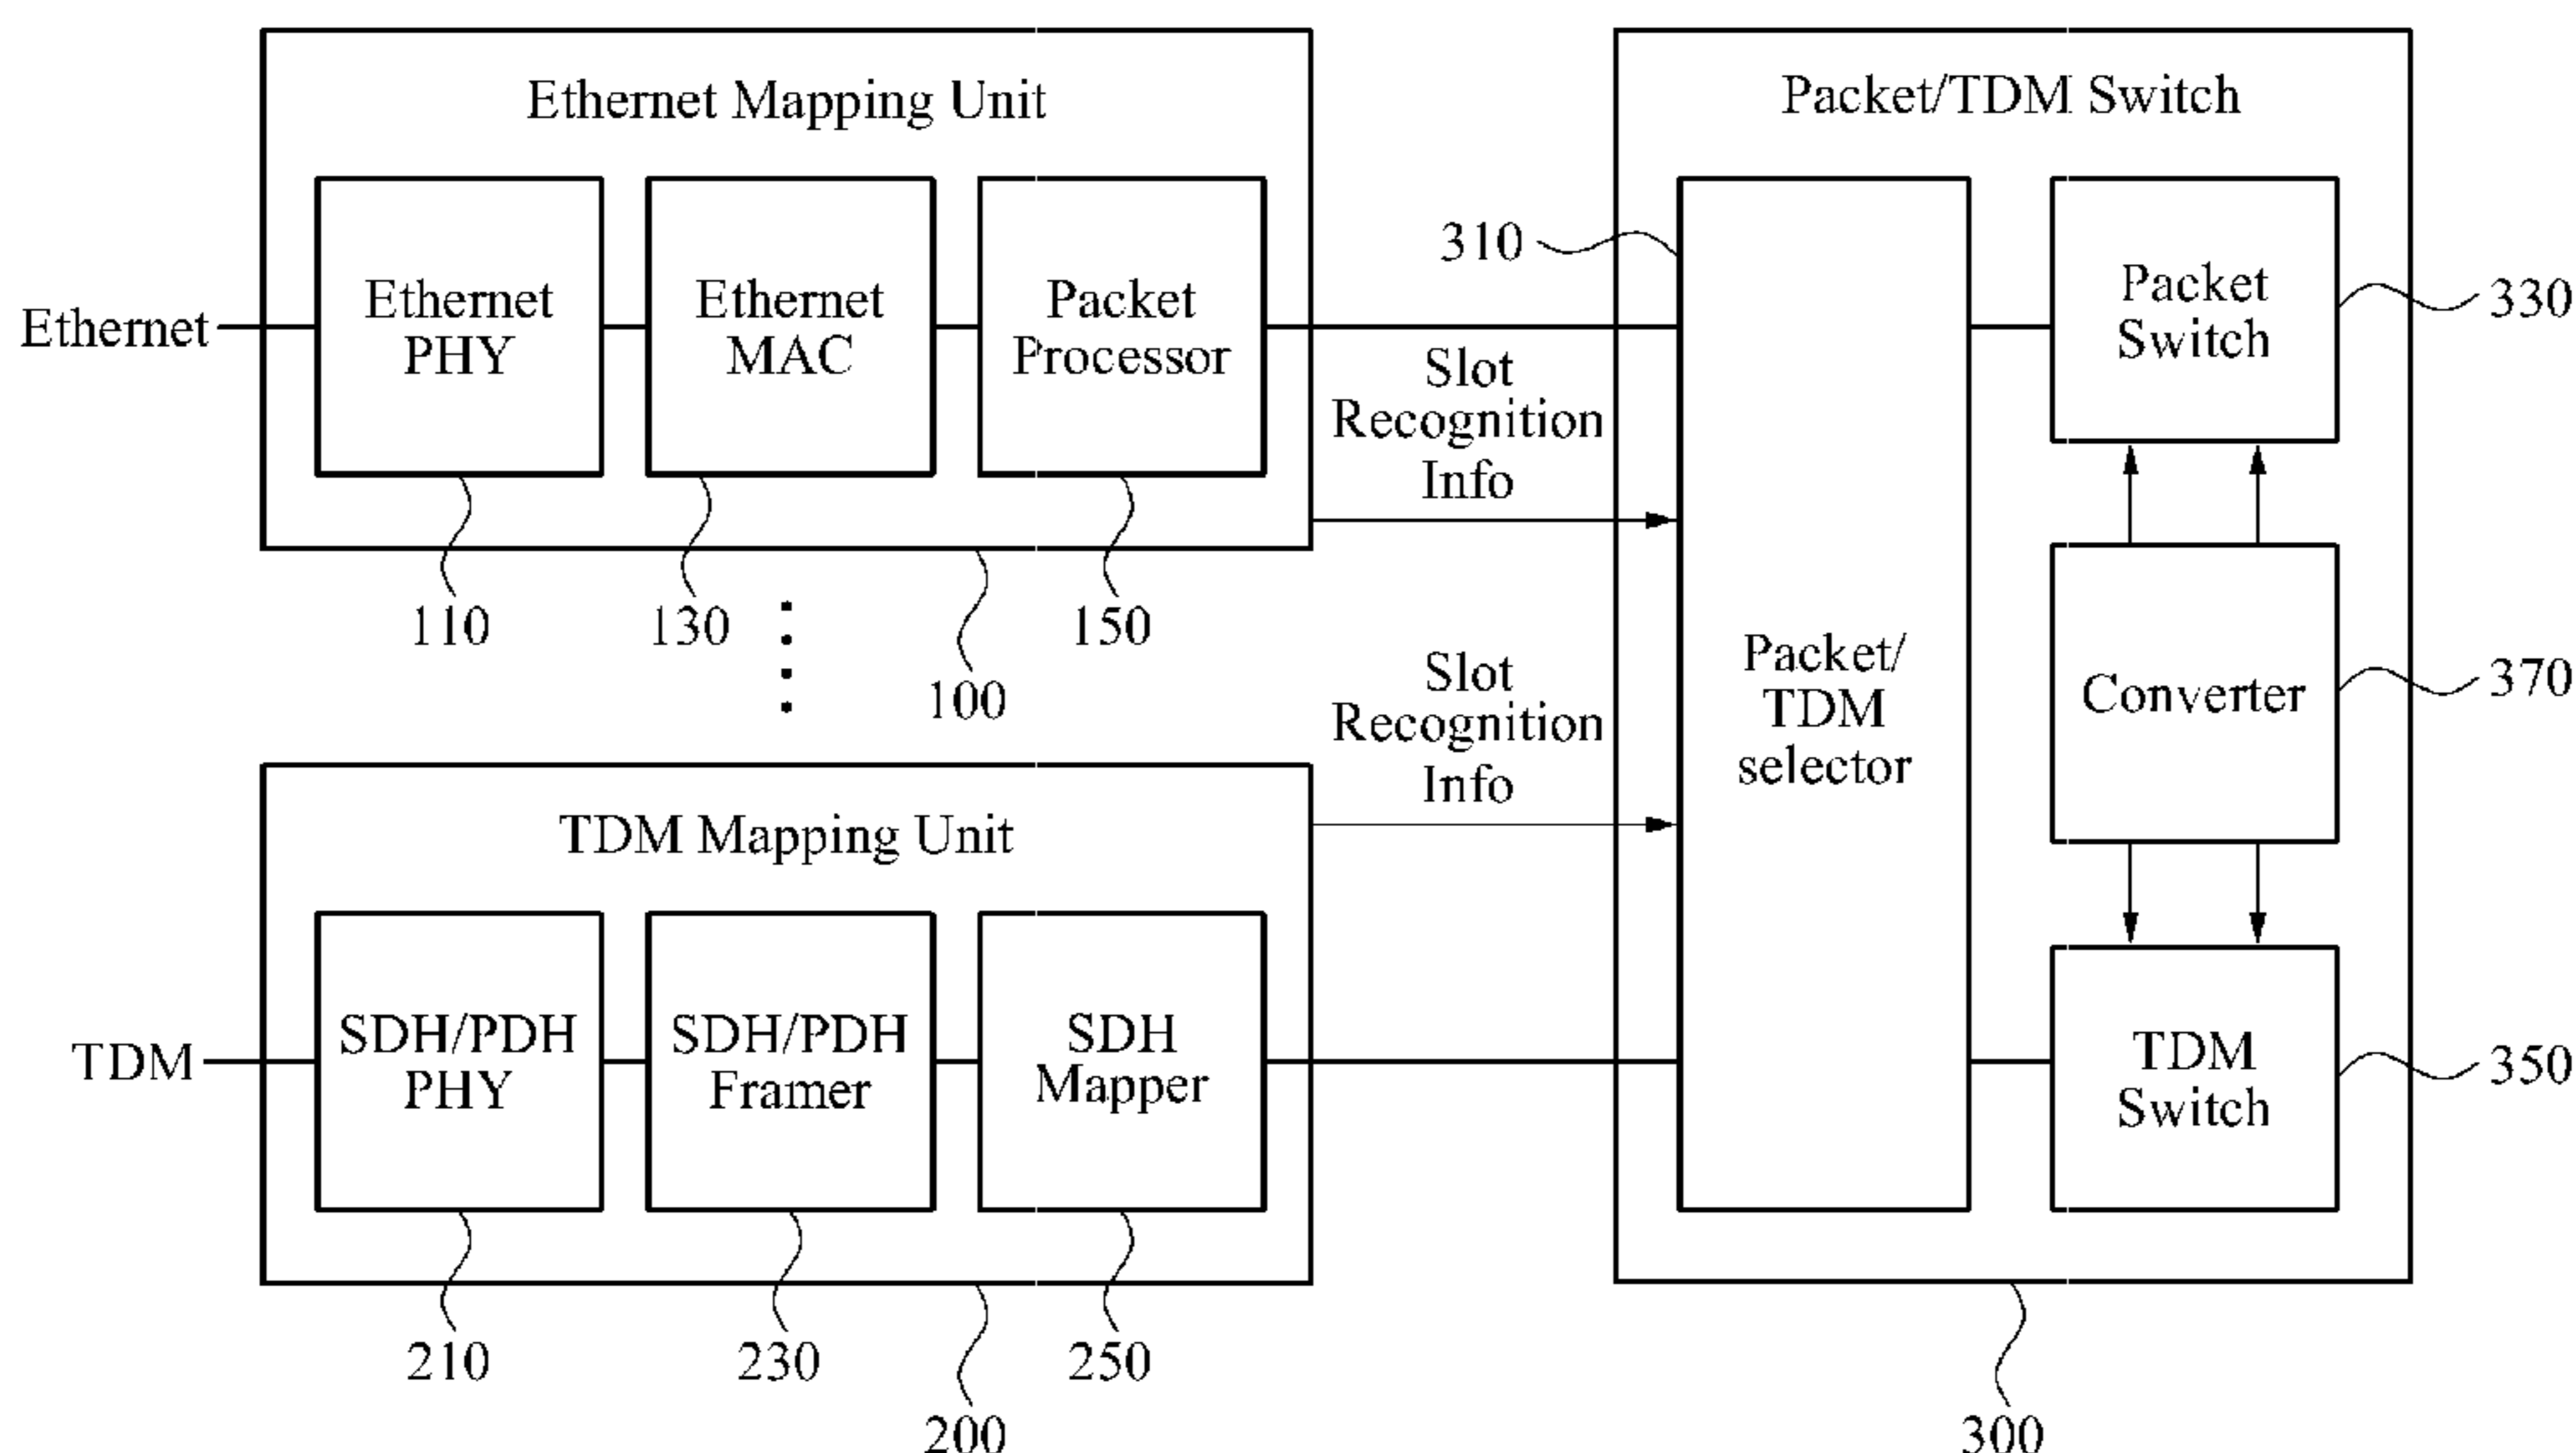 Ethernet Mapping Unit
Packet/TDM Switch
Ethernet
Ethernet
PHY
Ethernet
MAC
Packet
Processor
310
Packet
Switch
330
Slot
Recognition
Info
110
130
150
100
Slot
Recognition
Info
Packet/
TDM
selector
Converter
370
TDM Mapping Unit
TDM
SDH/PDH
PHY
SDH/PDH
Framer
SDH
Mapper
TDM
Switch
350
210
230
250
200
300